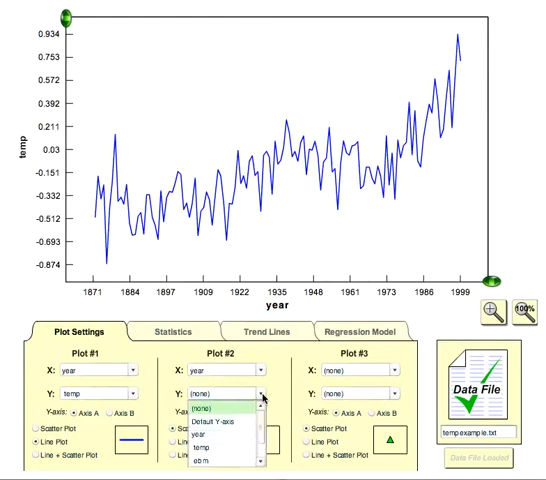 0.934
0.753
0.572
0.392
0.211
0.03
-0.151
-0.332
-0.512
-0.693
-0.874
temp
1871 1884 1897 1909 1922 1935 1948 1961 1973 1986 1999
year
100%
Plot Settings Statistics Trend Lines Regression Model
Plot #1 Plot #2 Plot #3
X: year X: year X: (none)
Y: temp Y: (none) Y: (none)
Y-axis: Axis A Axis B Y-a Y-axis: Axis A Axis B
Scatter Plot Sc Scatter Plot
Line Plot Line Line Plot
Line + Scatter Plot Line Line + Scatter Plot
(none)
Default Y-axis
year
temp
ebm
Data File
tempexample.txt
Data File Loaded